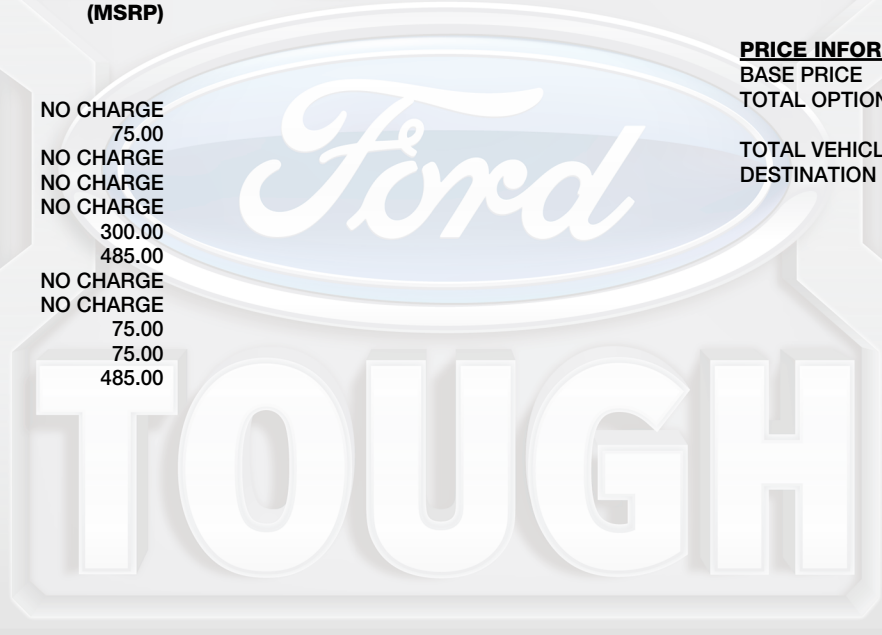 (MSRP)
NO CHARGE
75.00
NO CHARGE
NO CHARGE
NO CHARGE
300.00
485.00
NO CHARGE
NO CHARGE
75.00
75.00
485.00
PRICE INFOR
BASE PRICE
TOTAL OPTION
TOTAL VEHICL
DESTINATION
Ford
TOUGH